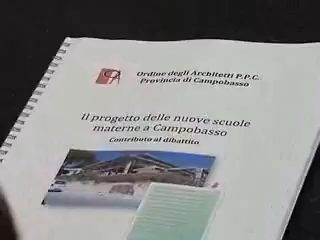 Ordine degli Architetti P.P.C.
Provincia di Campobasso
Il progetto delle nuove scuole
materne a Campobasso
Contributo al dibattito